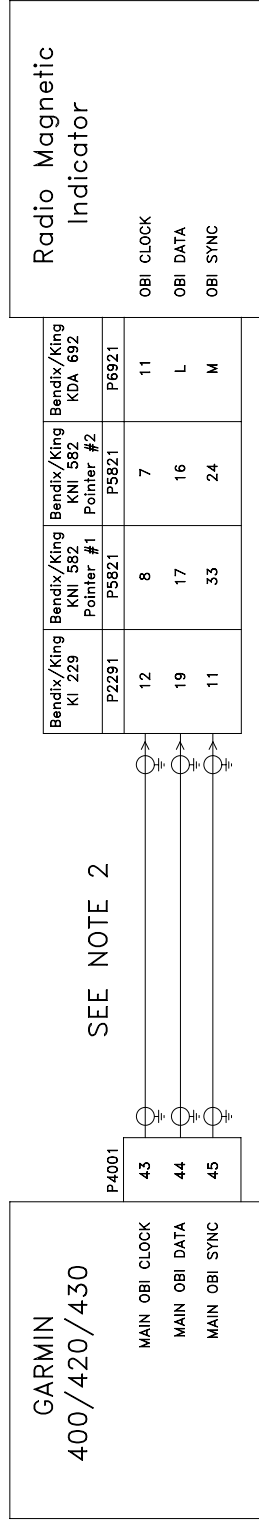 GARMIN
400/420/430
P4001
MAIN OBI CLOCK 43
MAIN OBI DATA 44
MAIN OBI SYNC 45
SEE NOTE 2
Bendix/King
KI 229
P2291
12
19
11
Bendix/King
KNI 582
Pointer #1
P5821
8
17
33
Bendix/King
KNI 582
Pointer #2
P5821
7
16
24
Bendix/King
KDA 692
P6921
11
L
M
Radio Magnetic
Indicator
OBI CLOCK
OBI DATA
OBI SYNC